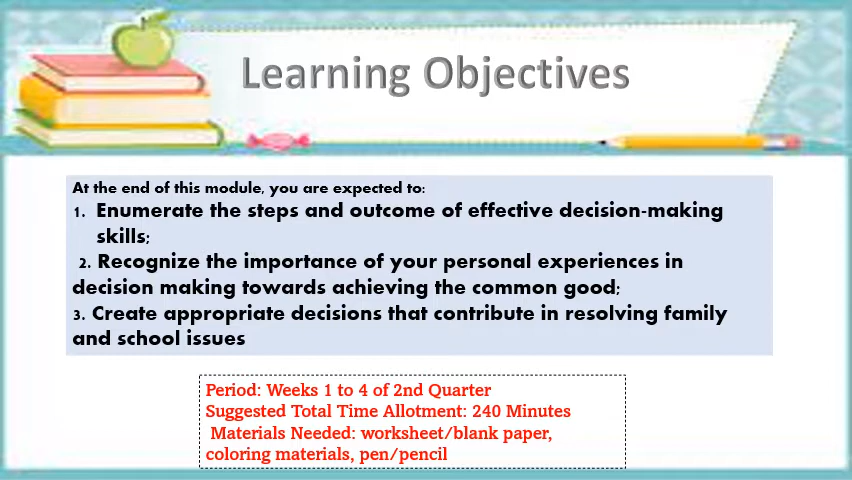 Learning Objectives
At the end of this module, you are expected to:
1. Enumerate the steps and outcome of effective decision-making
skills;
2. Recognize the importance of your personal experiences in
decision making towards achieving the common good;
3. Create appropriate decisions that contribute in resolving family
and school issues
Period: Weeks 1 to 4 of 2nd Quarter
Suggested Total Time Allotment: 240 Minutes
Materials Needed: worksheet/blank paper,
coloring materials, pen/pencil